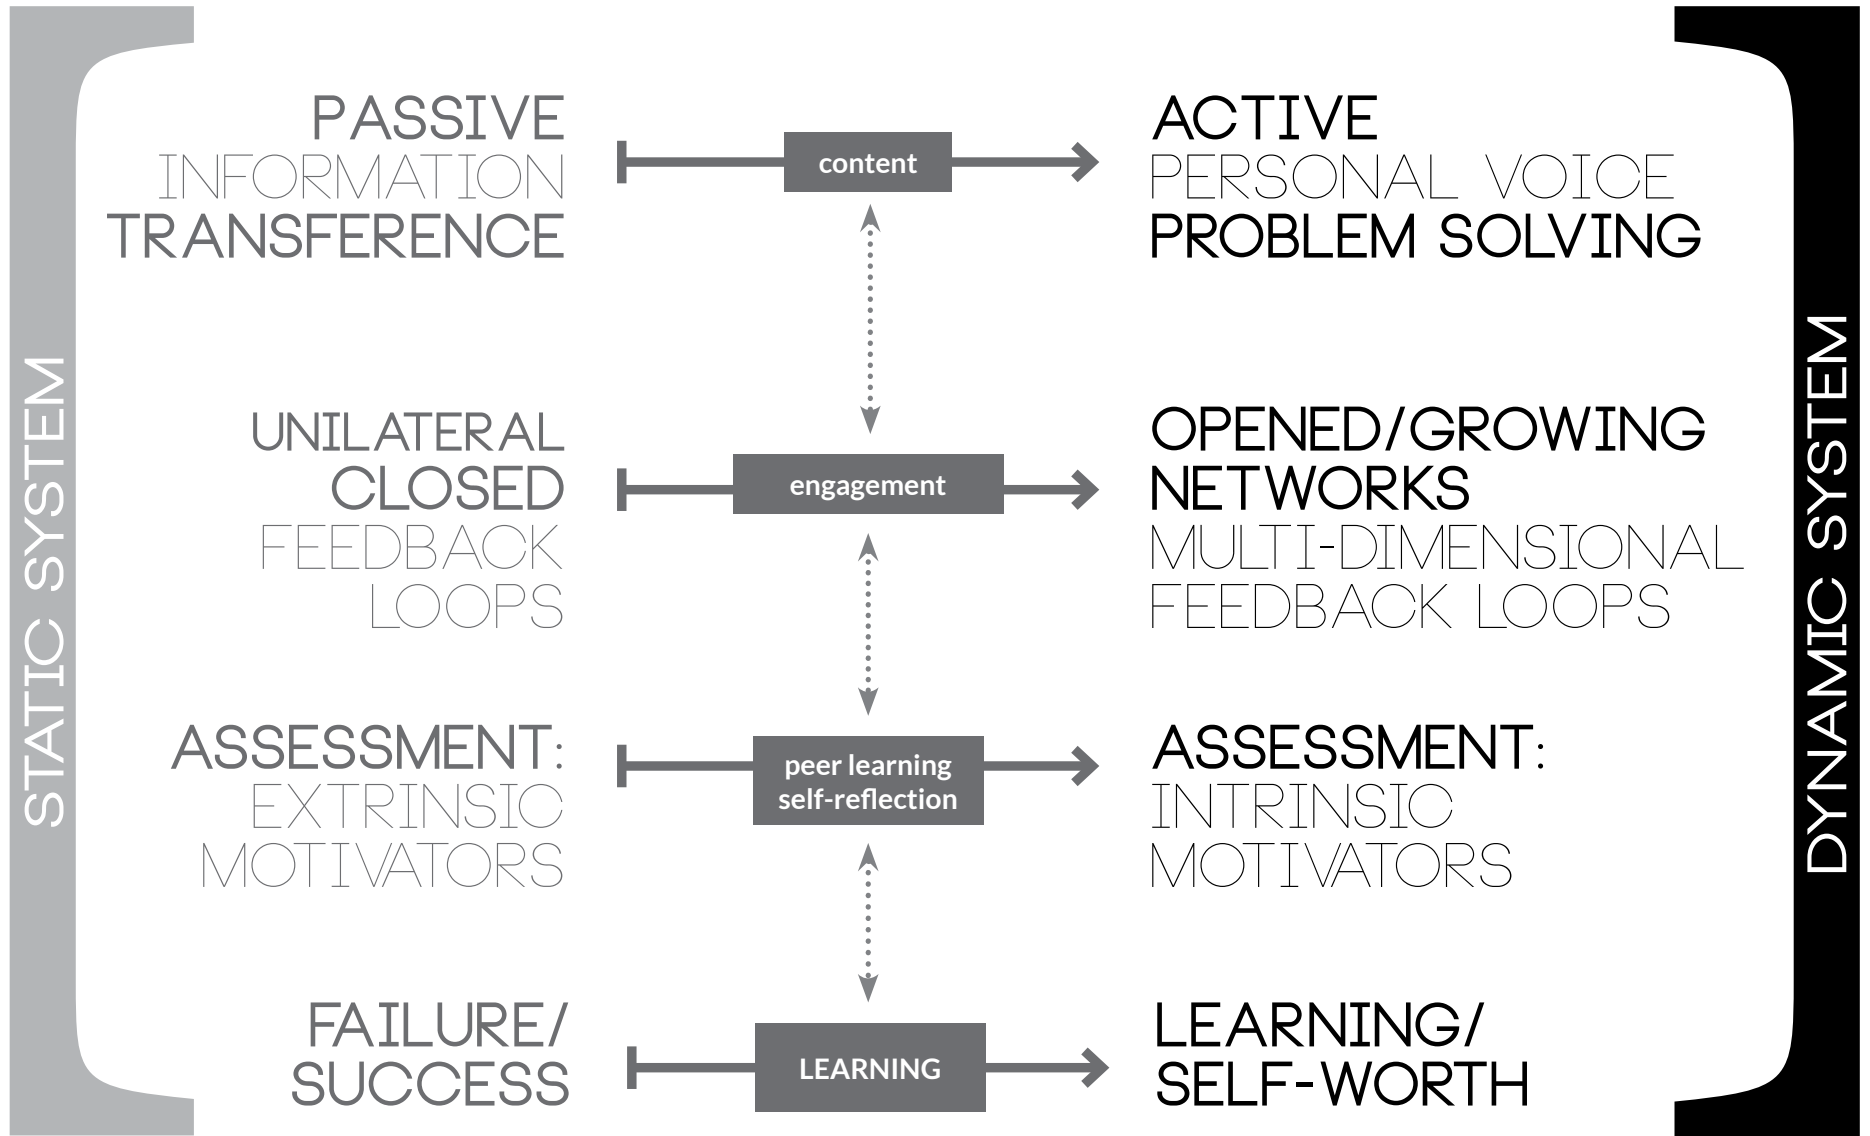 STATIC SYSTEM
PASSIVE
INFORMATION
TRANSFERENCE
content
ACTIVE
PERSONAL VOICE
PROBLEM SOLVING
UNILATERAL
CLOSED
FEEDBACK
LOOPS
engagement
OPENED/GROWING
NETWORKS
MULTI-DIMENSIONAL
FEEDBACK LOOPS
ASSESSMENT:
EXTRINSIC
MOTIVATORS
peer learning
self-reflection
ASSESSMENT:
INTRINSIC
MOTIVATORS
FAILURE/
SUCCESS
LEARNING
LEARNING/
SELF-WORTH
DYNAMIC SYSTEM